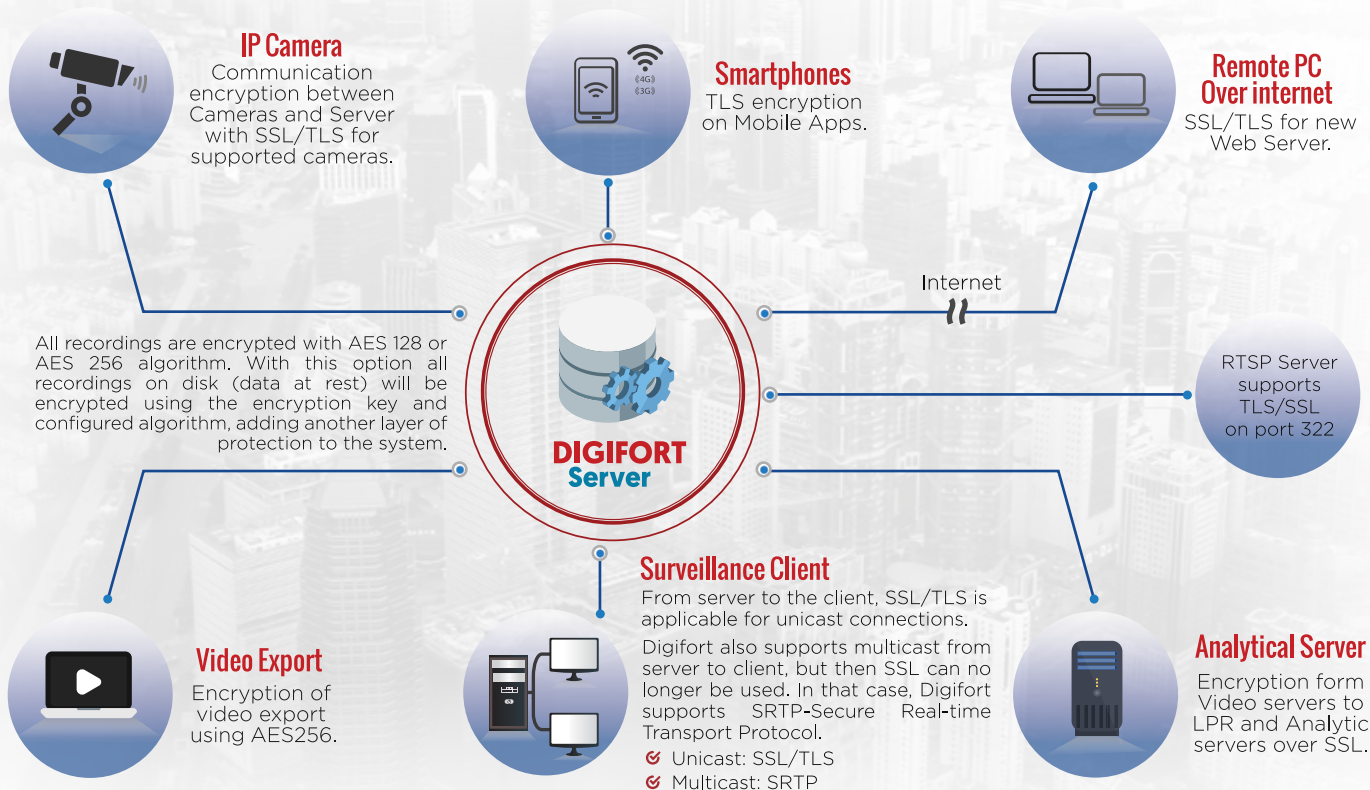 IP Camera
Communication
encryption between
Cameras and Server
with SSL/TLS for
supported cameras.
(4G)
(3G)
Smartphones
TLS encryption
on Mobile Apps.
Remote PC
Over internet
SSL/TLS for new
Web Server.
Internet
All recordings are encrypted with AES 128 or
AES 256 algorithm. With this option all
recordings on disk (data at rest) will be
encrypted using the encryption key and
configured algorithm, adding another layer of
protection to the system.
DIGIFORT
Server
RTSP Server
supports
TLS/SSL
on port 322
Video Export
Encryption of
video export
using AES256.
Surveillance Client
From server to the client, SSL/TLS is
applicable for unicast connections.
Digifort also supports multicast from
server to client, but then SSL can no
longer be used. In that case, Digifort
supports SRTP-Secure Real-time
Transport Protocol.
Unicast: SSL/TLS
Multicast: SRTP
Analytical Server
Encryption form
Video servers to
LPR and Analytic
servers over SSL.